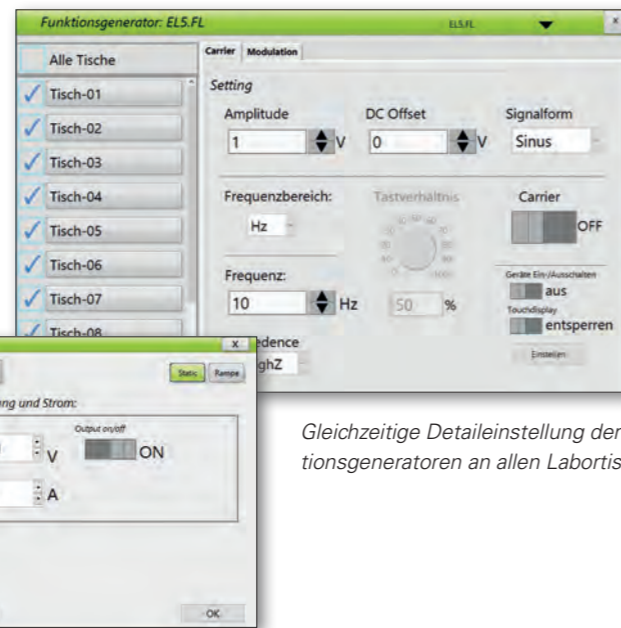 Funktionsgenerator: EL5.FL EL5.FL x
Alle Tische
Tisch-01
Tisch-02
Tisch-03
Tisch-04
Tisch-05
Tisch-06
Tisch-07
Tisch-08
Carrier Modulation
Setting
Amplitude DC Offset Signalform
1 V 0 V Sinus
Frequenzbereich: Tastverhältnis Carrier
Hz OFF
Frequenz: Geräte Ein-/Ausschalten
aus
10 Hz 50 % Touchdisplay
entsperren
edence
ghZ Einstellen
x
Static Rampe
ng und Strom:
Output on/off
V ON
A
OK
Gleichzeitige Detaileinstellung der
tionsgeneratoren an allen Labortis